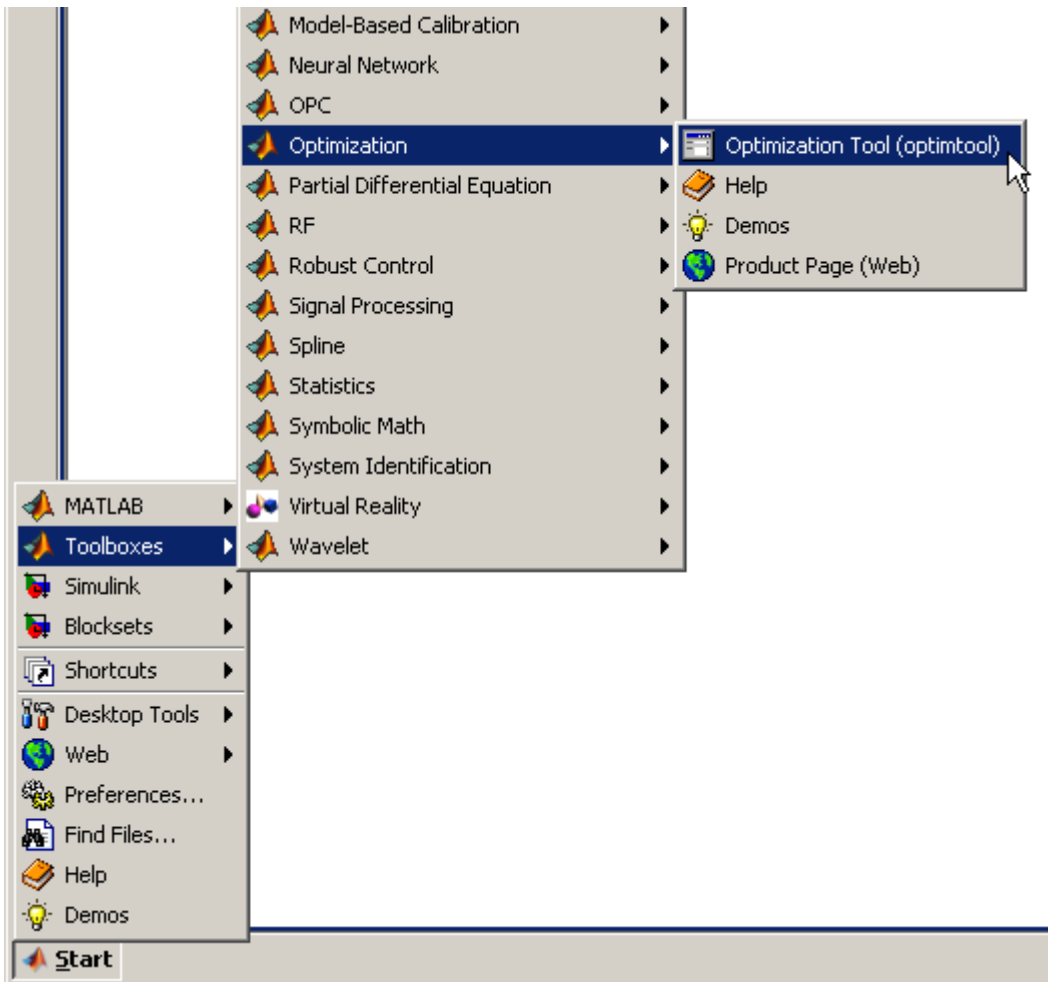 Model-Based Calibration
Neural Network
OPC
Optimization
Partial Differential Equation
RF
Robust Control
Signal Processing
Spline
Statistics
Symbolic Math
System Identification
Virtual Reality
Wavelet
Optimization Tool (optimtool)
Help
Demos
Product Page (Web)
MATLAB
Toolboxes
Simulink
Blocksets
Shortcuts
Desktop Tools
Web
Preferences...
Find Files...
Help
Demos
Start